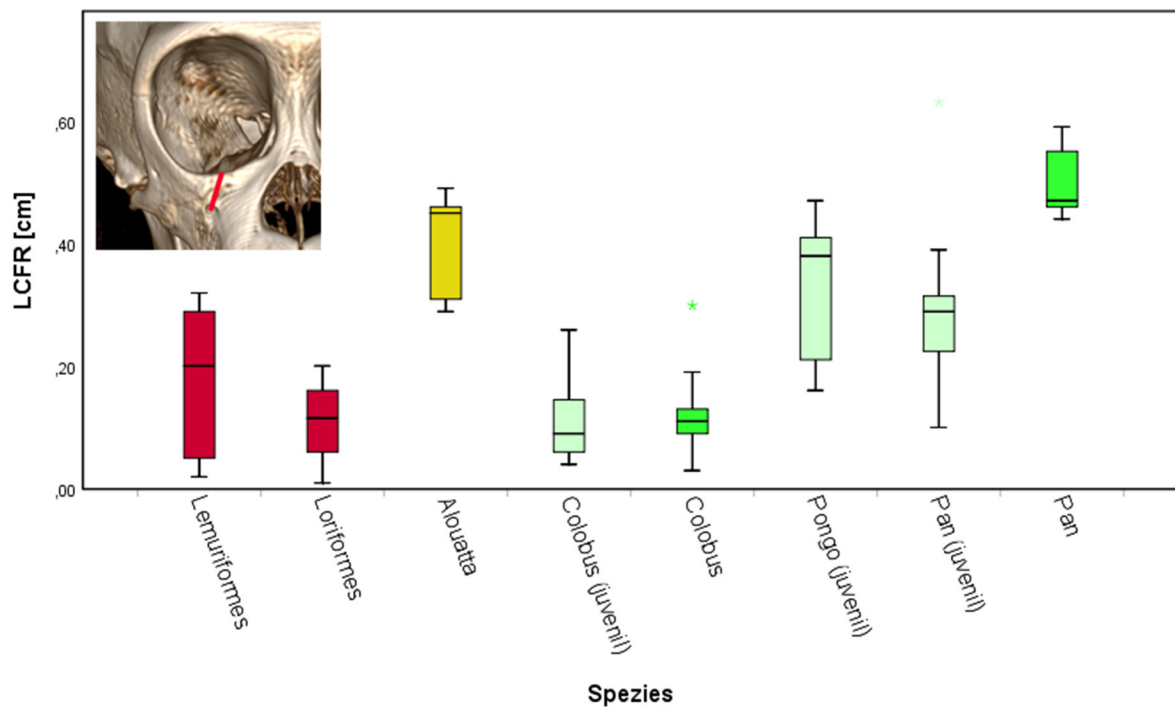 LCFR [cm]
,60
,40
,20
,00
Lemuriformes
Loriformes
Alouatta
Colobus (juvenil)
Colobus
Pongo (juvenil)
Pan (juvenil)
Pan
Spezies